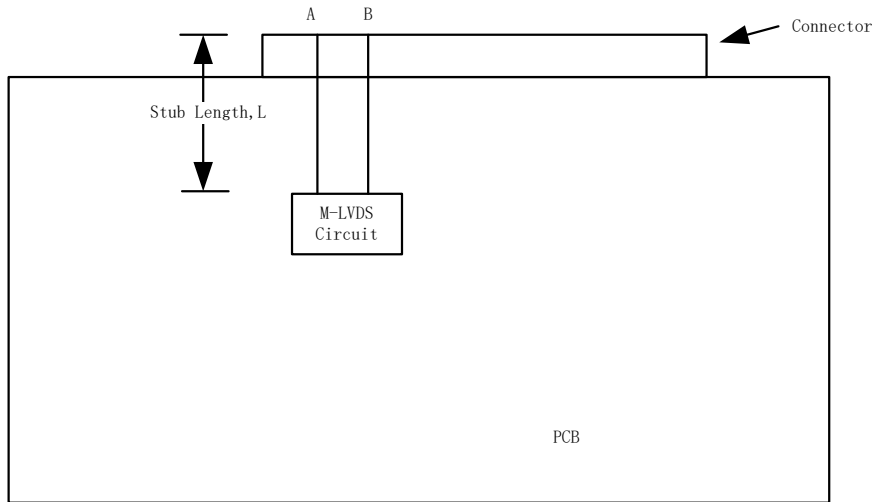 A
B
Connector
Stub Length,L
M-LVDS
Circuit
PCB